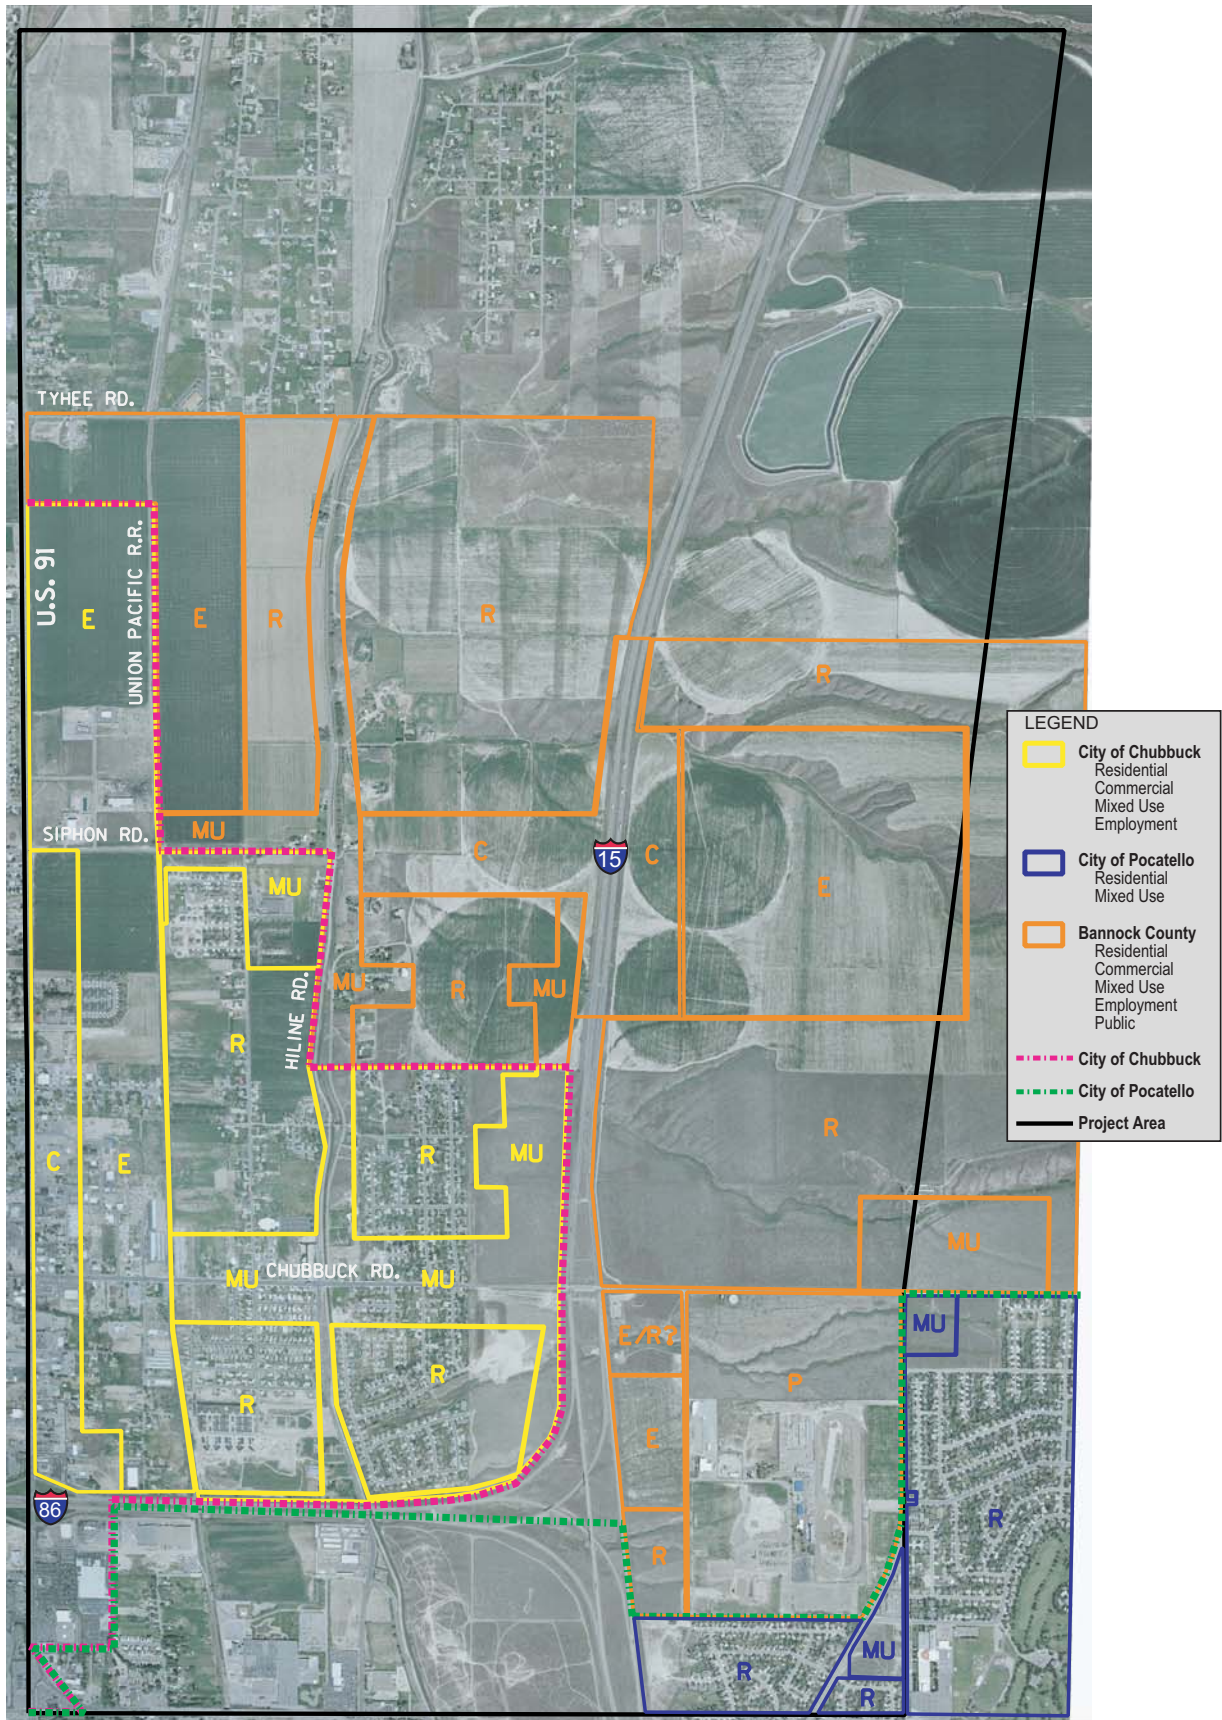 TYHEE RD.
U.S. 91
UNION PACIFIC R.R.
E
E
R
R
R
SIPHON RD.
MU
C
15
C
E
MU
HILINE RD.
MU
R
MU
R
C
E
R
MU
R
MU
MU
CHUBBUCK RD.
MU
E/R?
MU
P
R
R
E
86
R
R
R
MU
R
LEGEND
City of Chubbuck
Residential
Commercial
Mixed Use
Employment
City of Pocatello
Residential
Mixed Use
Bannock County
Residential
Commercial
Mixed Use
Employment
Public
City of Chubbuck
City of Pocatello
Project Area